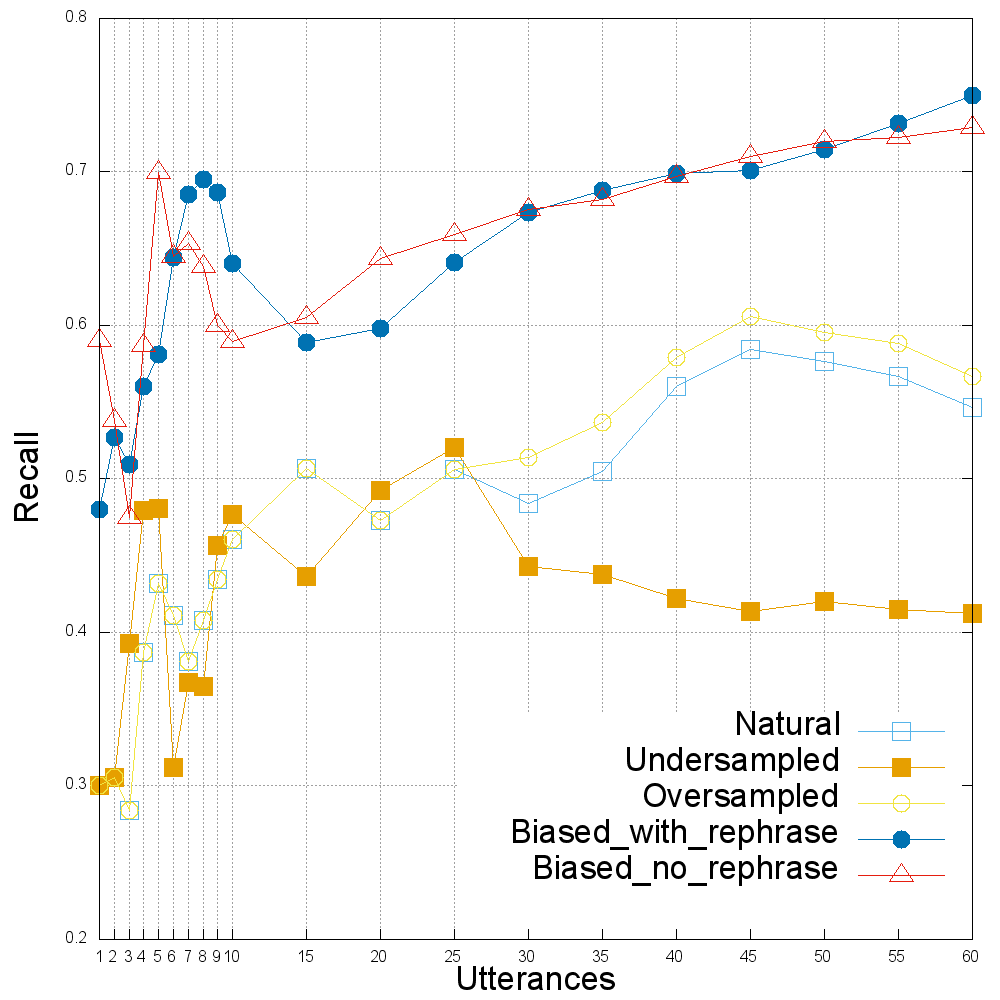 0.8
0.7
0.6
0.5
0.4
0.3
0.2
Recall
Natural
Undersampled
Oversampled
Biased_with_rephrase
Biased_no_rephrase
1 2 3 4 5 6 7 8 9 10 15 20 25 30 35 40 45 50 55 60
Utterances